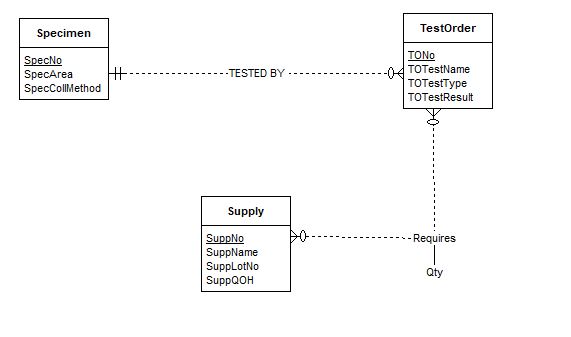 Specimen
SpecNo
SpecArea
SpecCollMethod
TESTED BY
TestOrder
TONo
TOTestName
TOTestType
TOTestResult
Supply
SuppNo
SuppName
SuppLotNo
SuppQOH
Requires
Qty